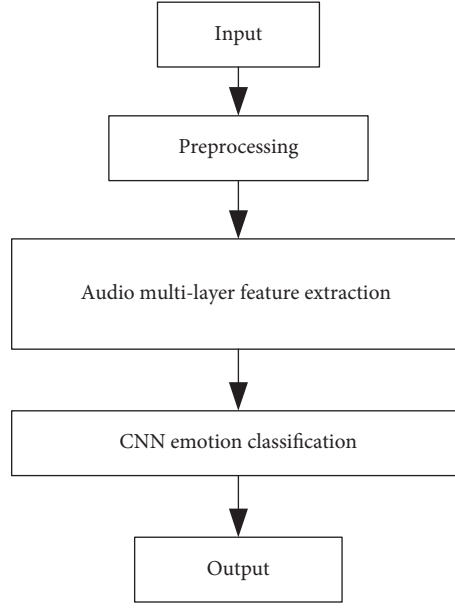 Input
Preprocessing
Audio multi-layer feature extraction
CNN emotion classification
Output